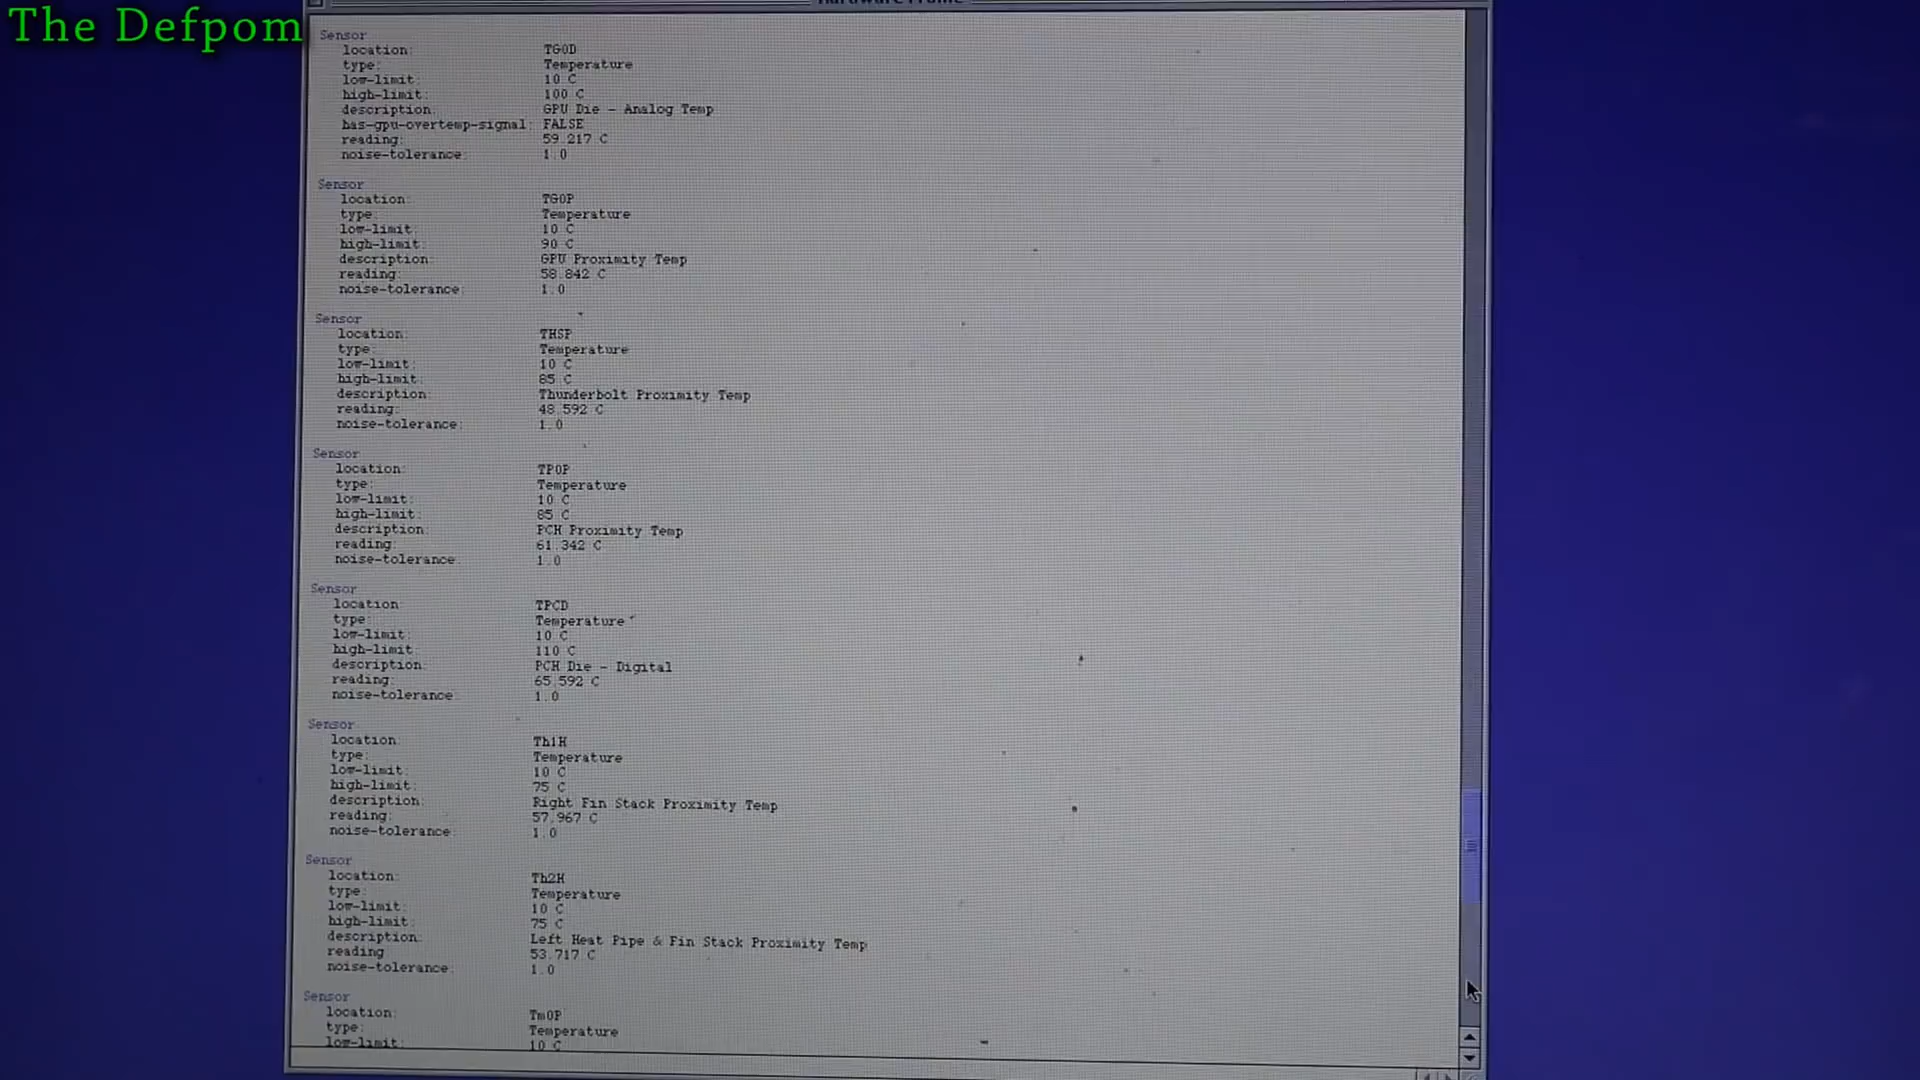 The Defpom
Hardware Profile
Sensor
location: TG0D
type: Temperature
low-limit: 10 C
high-limit: 100 C
description: GPU Die - Analog Temp
has-gpu-overtemp-signal: FALSE
reading: 59.217 C
noise-tolerance: 1.0
Sensor
location: TG0P
type: Temperature
low-limit: 10 C
high-limit: 90 C
description: GPU Proximity Temp
reading: 58.842 C
noise-tolerance: 1.0
Sensor
location: THSP
type: Temperature
low-limit: 10 C
high-limit: 85 C
description: Thunderbolt Proximity Temp
reading: 48.592 C
noise-tolerance: 1.0
Sensor
location: TP0P
type: Temperature
low-limit: 10 C
high-limit: 85 C
description: PCH Proximity Temp
reading: 61.342 C
noise-tolerance: 1.0
Sensor
location: TPCD
type: Temperature
low-limit: 10 C
high-limit: 110 C
description: PCH Die - Digital
reading: 65.592 C
noise-tolerance: 1.0
Sensor
location: Th1H
type: Temperature
low-limit: 10 C
high-limit: 75 C
description: Right Fin Stack Proximity Temp
reading: 57.967 C
noise-tolerance: 1.0
Sensor
location: Th2H
type: Temperature
low-limit: 10 C
high-limit: 75 C
description: Left Heat Pipe & Fin Stack Proximity Temp
reading: 53.717 C
noise-tolerance: 1.0
Sensor
location: Tm0P
type: Temperature
low-limit: 10 C